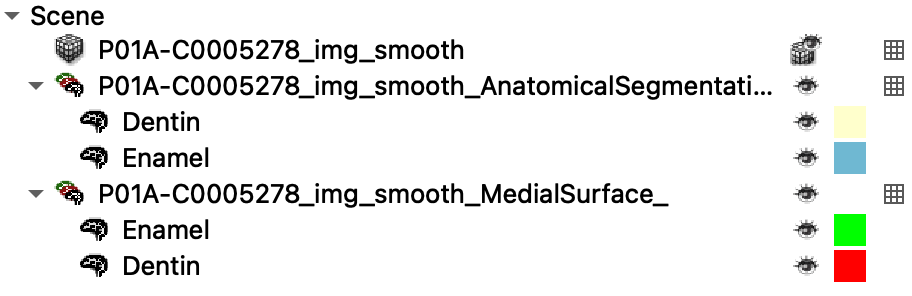 Scene
P01A-C0005278_img_smooth
P01A-C0005278_img_smooth_AnatomicalSegmentati...
Dentin
Enamel
P01A-C0005278_img_smooth_MedialSurface_
Enamel
Dentin